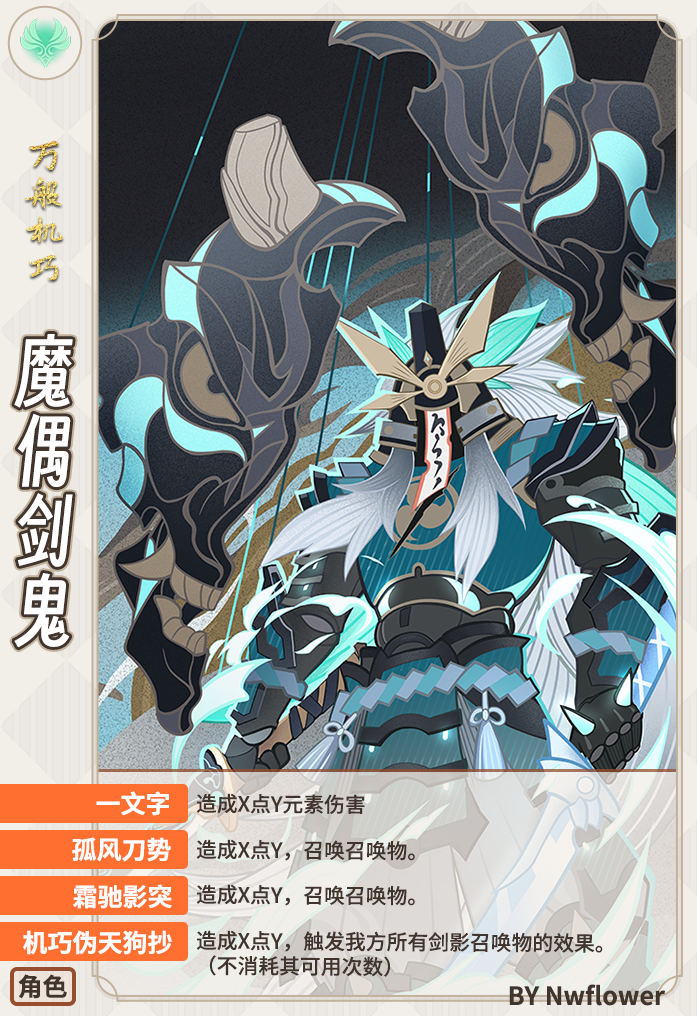 万般机巧
魔偶剑鬼
一文字
造成X点Y元素伤害
孤风刀势
造成X点Y，召唤召唤物。
霜驰影突
造成X点Y，召唤召唤物。
机巧伪天狗抄
造成X点Y，触发我方所有剑影召唤物的效果。
（不消耗其可用次数）
角色
BY Nwflower